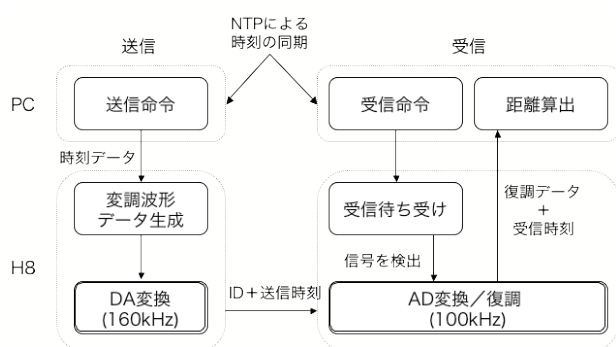 NTPによる
時刻の同期
送信
受信
PC
送信命令
受信命令
距離算出
時刻データ
変調波形
データ生成
受信待ち受け
復調データ
+
受信時刻
信号を検出
H8
DA変換
(160kHz)
ID+送信時刻
AD変換／復調
(100kHz)